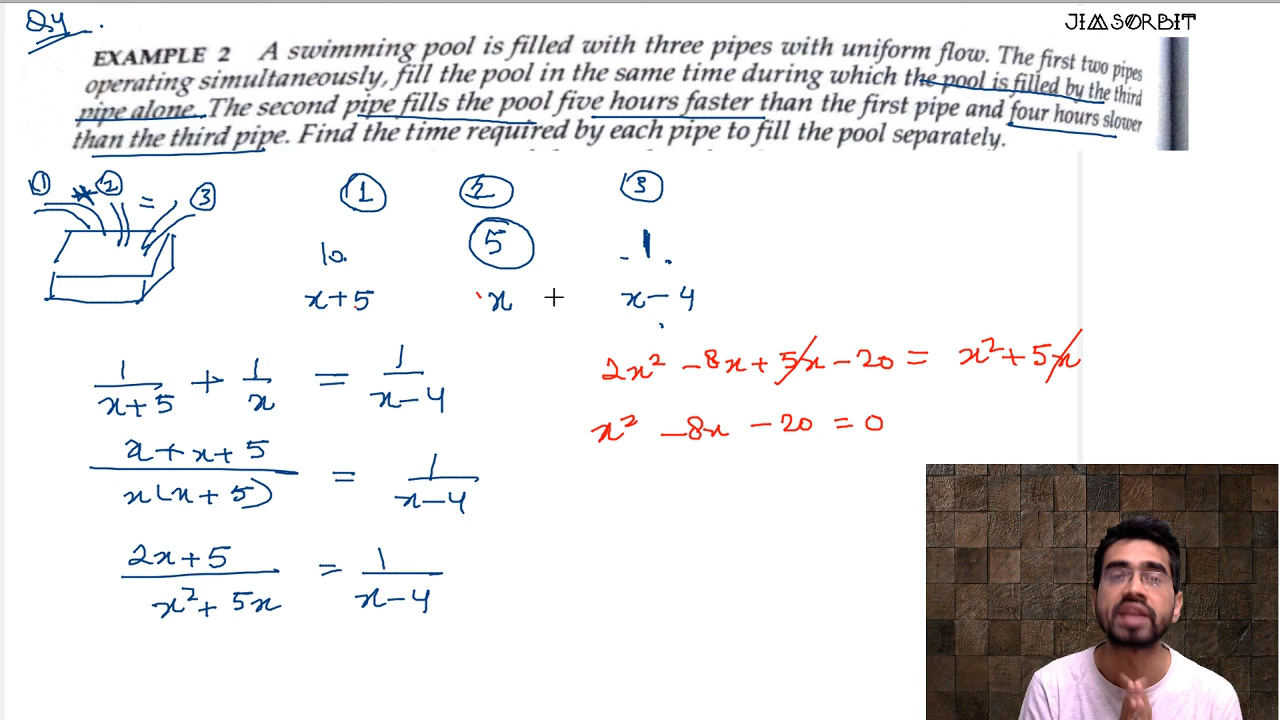 Q4.
JIMSORBIT
EXAMPLE 2 A swimming pool is filled with three pipes with uniform flow. The first two pipes
operating simultaneously, fill the pool in the same time during which the pool is filled by the third
pipe alone. The second pipe fills the pool five hours faster than the first pipe and four hours slower
than the third pipe. Find the time required by each pipe to fill the pool separately.
① ② = ③
① ② ③
10 5 1
x+5 x x-4
1/(x+5) + 1/x = 1/(x-4)
(x+x+5)/(x(x+5)) = 1/(x-4)
(2x+5)/(x²+5x) = 1/(x-4)
2x² -8x+5x-20 = x²+5x
x² -8x -20 = 0